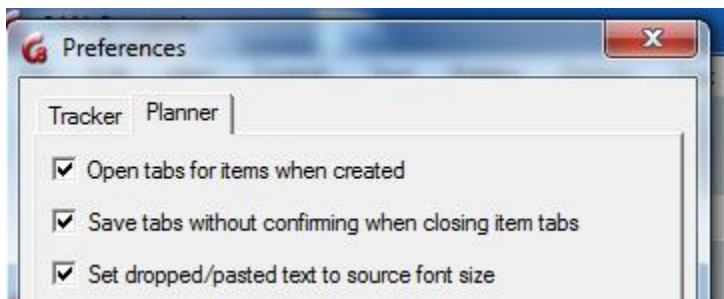 Preferences
Tracker Planner
Open tabs for items when created
Save tabs without confirming when closing item tabs
Set dropped/pasted text to source font size